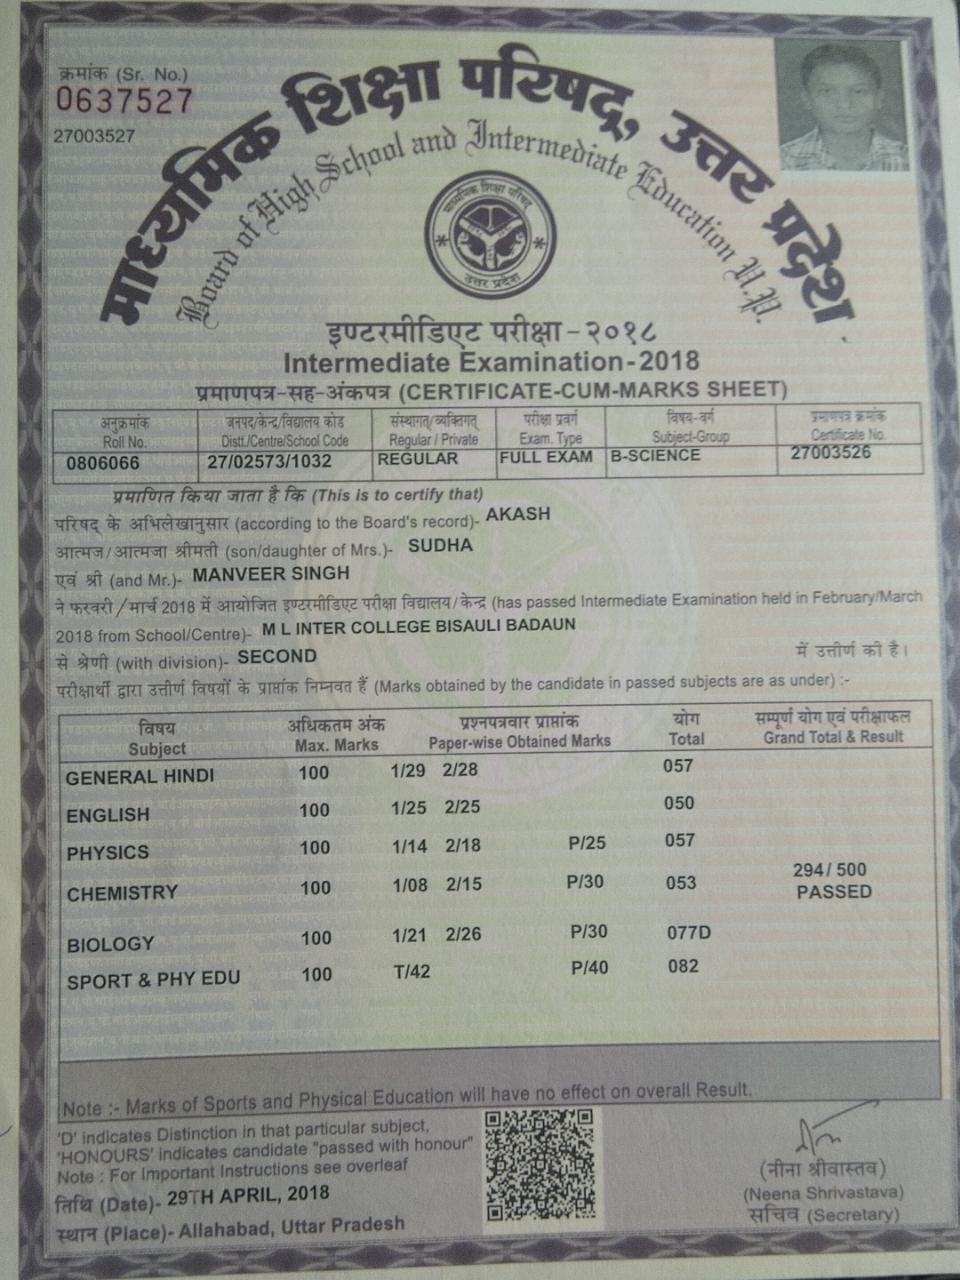 क्रमांक (Sr. No.)
0637527
27003527
माध्यमिक शिक्षा परिषद्, उत्तर प्रदेश
Board of High School and Intermediate Education U.P.
माध्यमिक शिक्षा परिषद्
उत्तर प्रदेश
इण्टरमीडिएट परीक्षा - २०१८
Intermediate Examination-2018
प्रमाणपत्र-सह-अंकपत्र (CERTIFICATE-CUM-MARKS SHEET)
अनुक्रमांक जनपद/केन्द्र/विद्यालय कोड संस्थागत/व्यक्तिगत परीक्षा प्रवर्ग विषय-वर्ग प्रमाणपत्र क्रमांक
Roll No. Distt./Centre/School Code Regular / Private Exam. Type Subject-Group Certificate No.
0806066 27/02573/1032 REGULAR FULL EXAM B-SCIENCE 27003526
प्रमाणित किया जाता है कि (This is to certify that)
परिषद् के अभिलेखानुसार (according to the Board's record)- AKASH
आत्मज/आत्मजा श्रीमती (son/daughter of Mrs.)- SUDHA
एवं श्री (and Mr.)- MANVEER SINGH
ने फरवरी/मार्च 2018 में आयोजित इण्टरमीडिएट परीक्षा विद्यालय/केन्द्र (has passed Intermediate Examination held in February/March
2018 from School/Centre)- M L INTER COLLEGE BISAULI BADAUN
से श्रेणी (with division)- SECOND में उत्तीर्ण की है।
परीक्षार्थी द्वारा उत्तीर्ण विषयों के प्राप्तांक निम्नवत हैं (Marks obtained by the candidate in passed subjects are as under) :-
विषय अधिकतम अंक प्रश्नपत्रवार प्राप्तांक योग सम्पूर्ण योग एवं परीक्षाफल
Subject Max. Marks Paper-wise Obtained Marks Total Grand Total & Result
GENERAL HINDI 100 1/29 2/28 057
ENGLISH 100 1/25 2/25 050
PHYSICS 100 1/14 2/18 P/25 057
294/ 500
CHEMISTRY 100 1/08 2/15 P/30 053 PASSED
BIOLOGY 100 1/21 2/26 P/30 077D
SPORT & PHY EDU 100 T/42 P/40 082
Note :- Marks of Sports and Physical Education will have no effect on overall Result.
'D' indicates Distinction in that particular subject,
'HONOURS' indicates candidate "passed with honour"
Note : For Important Instructions see overleaf
तिथि (Date)- 29TH APRIL, 2018
स्थान (Place)- Allahabad, Uttar Pradesh
(नीना श्रीवास्तव)
(Neena Shrivastava)
सचिव (Secretary)